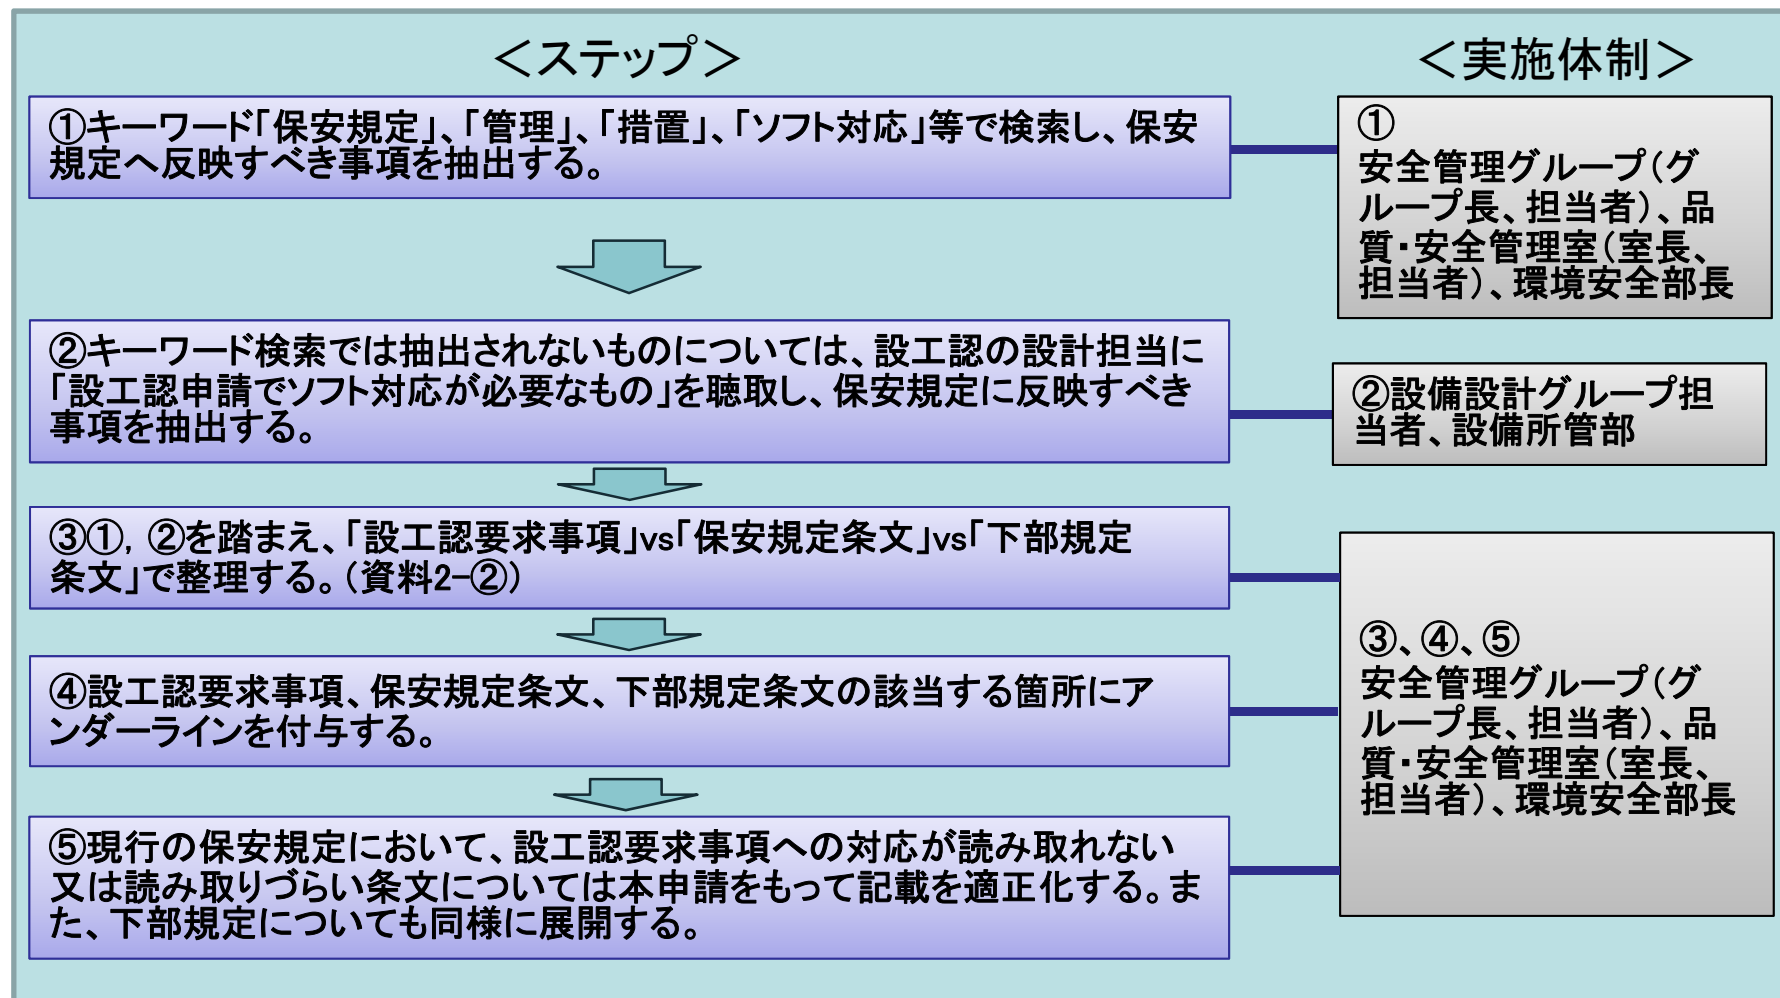 ＜ステップ＞
＜実施体制＞
①キーワード「保安規定」、「管理」、「措置」、「ソフト対応」等で検索し、保安
規定へ反映すべき事項を抽出する。
①
安全管理グループ（グ
ループ長、担当者）、品
質・安全管理室（室長、
担当者）、環境安全部長
②キーワード検索では抽出されないものについては、設工認の設計担当に
「設工認申請でソフト対応が必要なもの」を聴取し、保安規定に反映すべき
事項を抽出する。
②設備設計グループ担
当者、設備所管部
③①，②を踏まえ、「設工認要求事項」vs「保安規定条文」vs「下部規定
条文」で整理する。（資料2-②）
④設工認要求事項、保安規定条文、下部規定条文の該当する箇所にア
ンダーラインを付与する。
⑤現行の保安規定において、設工認要求事項への対応が読み取れない
又は読み取りづらい条文については本申請をもって記載を適正化する。ま
た、下部規定についても同様に展開する。
③、④、⑤
安全管理グループ（グ
ループ長、担当者）、品
質・安全管理室（室長、
担当者）、環境安全部長